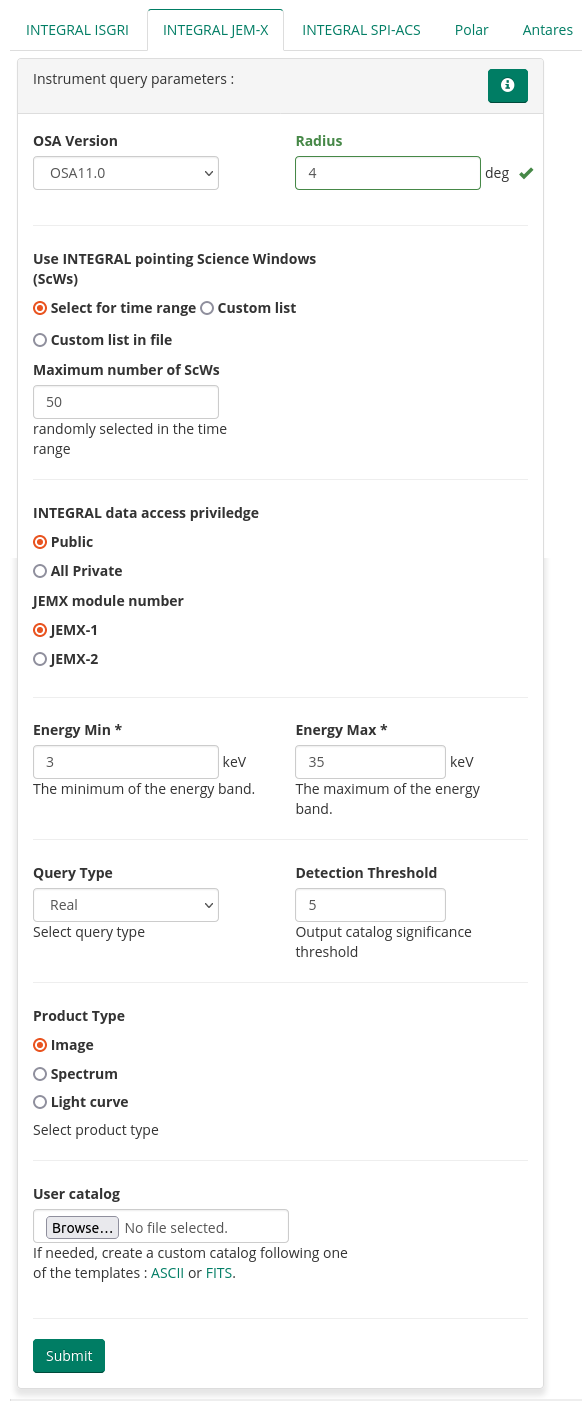 INTEGRAL ISGRI INTEGRAL JEM-X INTEGRAL SPI-ACS Polar Antares
Instrument query parameters :
OSA Version Radius
OSA11.0 4 deg
Use INTEGRAL pointing Science Windows
(ScWs)
Select for time range Custom list
Custom list in file
Maximum number of ScWs
50
randomly selected in the time
range
INTEGRAL data access priviledge
Public
All Private
JEMX module number
JEMX-1
JEMX-2
Energy Min * Energy Max *
3 keV 35 keV
The minimum of the energy band. The maximum of the energy
band.
Query Type Detection Threshold
Real 5
Select query type Output catalog significance
threshold
Product Type
Image
Spectrum
Light curve
Select product type
User catalog
Browse... No file selected.
If needed, create a custom catalog following one
of the templates : ASCII or FITS.
Submit